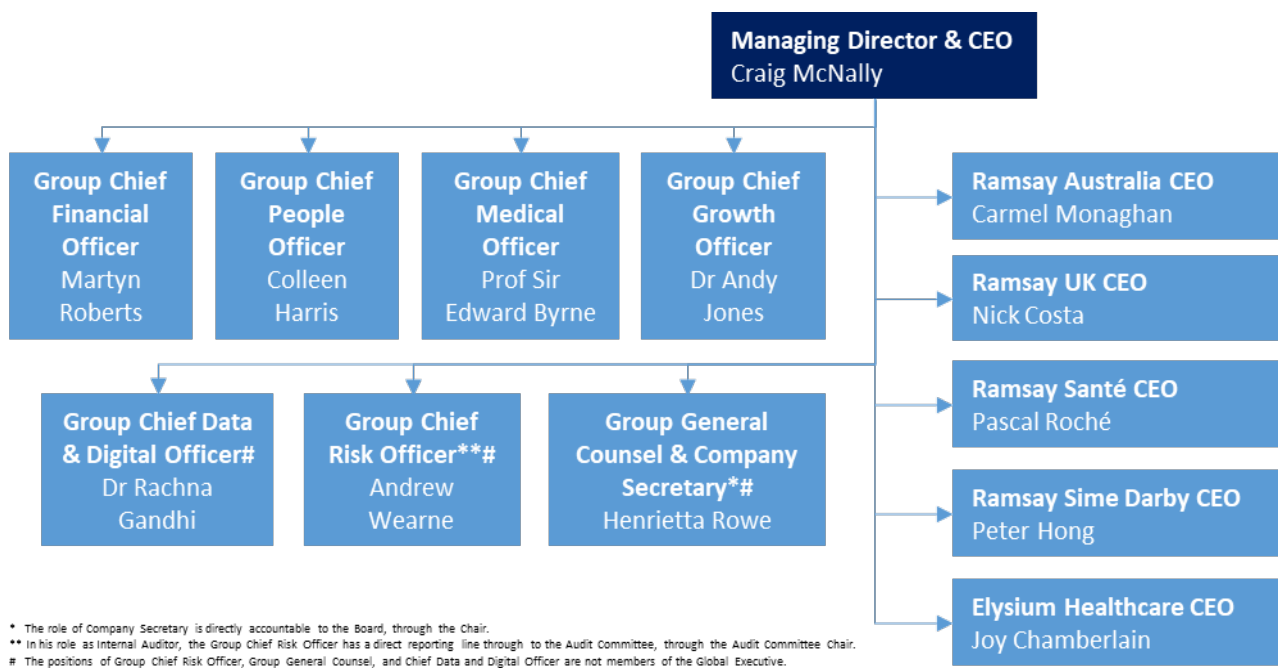 Managing Director & CEO
Craig McNally
Group Chief
Financial
Officer
Martyn
Roberts
Group Chief
People
Officer
Colleen
Harris
Group Chief
Medical
Officer
Prof Sir
Edward Byrne
Group Chief
Growth
Officer
Dr Andy
Jones
Ramsay Australia CEO
Carmel Monaghan
Ramsay UK CEO
Nick Costa
Ramsay Santé CEO
Pascal Roché
Ramsay Sime Darby CEO
Peter Hong
Elysium Healthcare CEO
Joy Chamberlain
Group Chief Data
& Digital Officer#
Dr Rachna
Gandhi
Group Chief
Risk Officer**#
Andrew
Wearne
Group General
Counsel & Company
Secretary*#
Henrietta Rowe
* The role of Company Secretary is directly accountable to the Board, through the Chair.
** In his role as Internal Auditor, the Group Chief Risk Officer has a direct reporting line through to the Audit Committee, through the Audit Committee Chair.
# The positions of Group Chief Risk Officer, Group General Counsel, and Chief Data and Digital Officer are not members of the Global Executive.